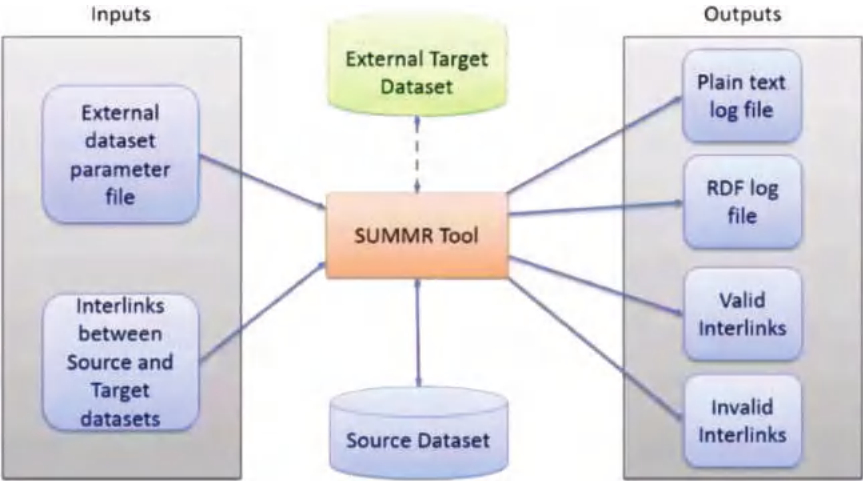 Inputs
External
dataset
parameter
file
Interlinks
between
Source and
Target
datasets
External Target
Dataset
SUMMR Tool
Source Dataset
Outputs
Plain text
log file
RDF log
file
Valid
Interlinks
Invalid
Interlinks